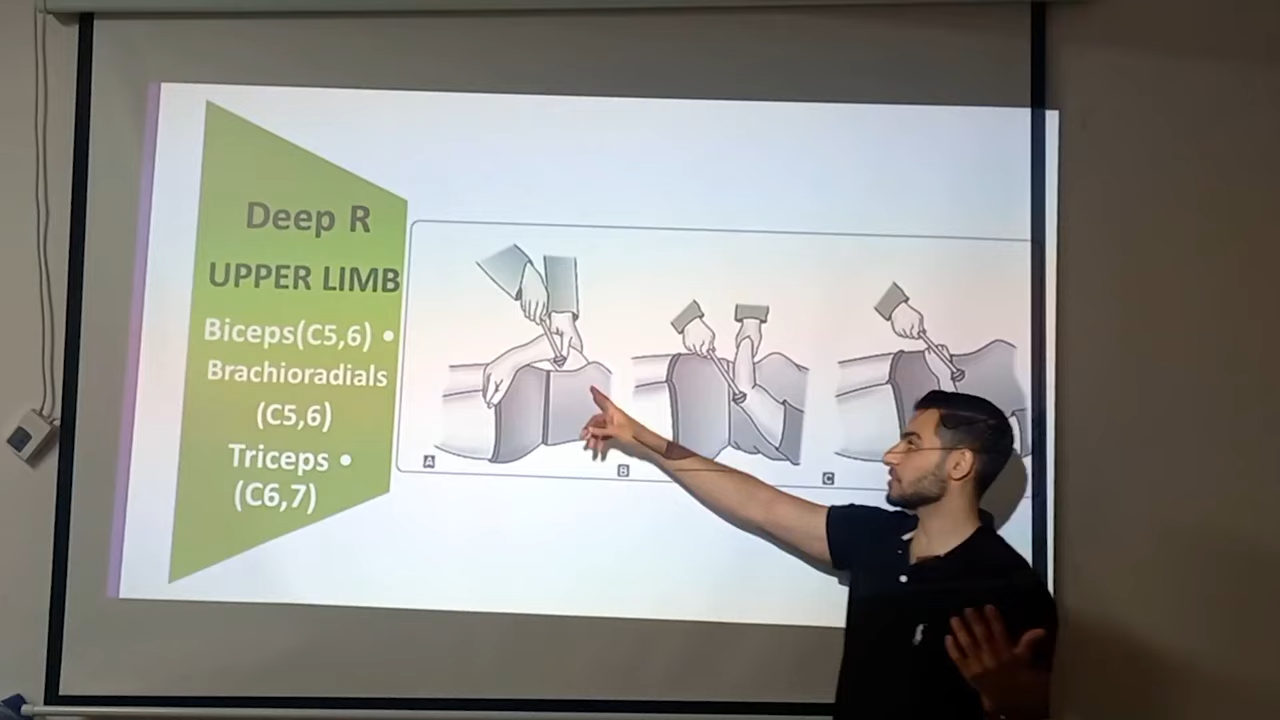 Deep R
UPPER LIMB
Biceps(C5,6) •
Brachioradials
(C5,6)
Triceps •
(C6,7)
A
B
C